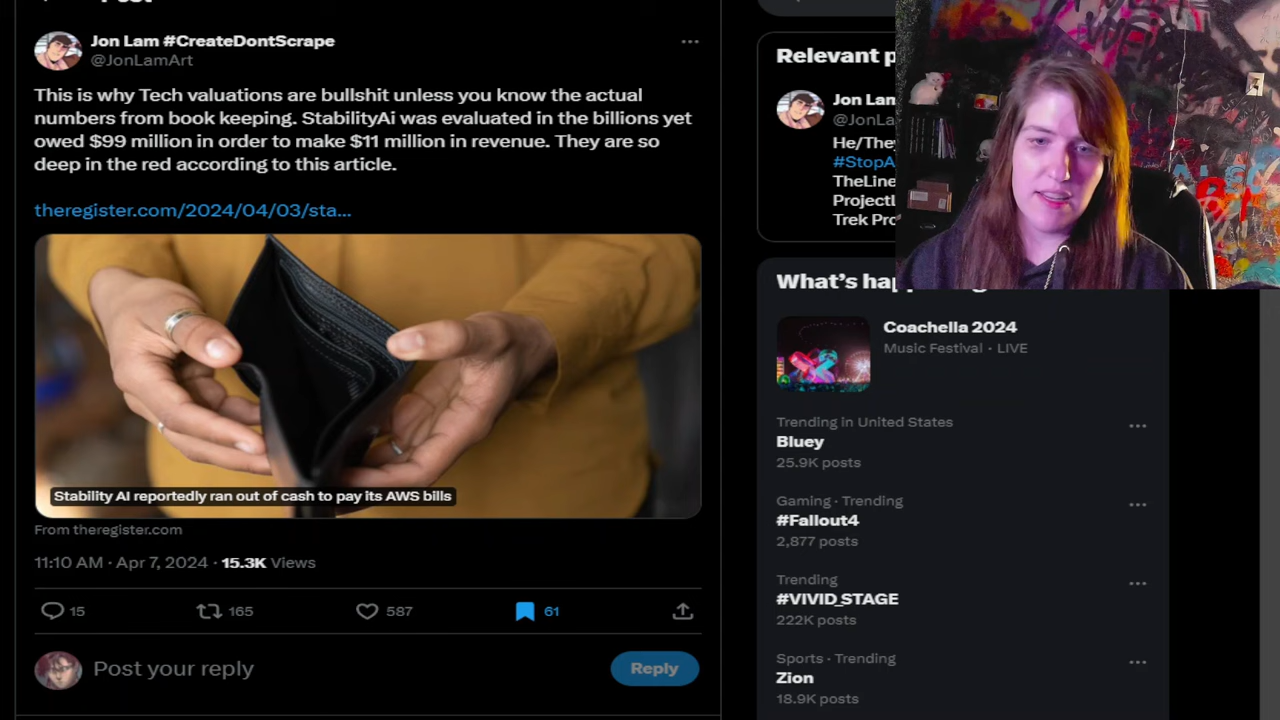 Jon Lam #CreateDontScrape
@JonLamArt
This is why Tech valuations are bullshit unless you know the actual
numbers from book keeping. StabilityAi was evaluated in the billions yet
owed $99 million in order to make $11 million in revenue. They are so
deep in the red according to this article.
theregister.com/2024/04/03/sta...
Stability AI reportedly ran out of cash to pay its AWS bills
From theregister.com
11:10 AM · Apr 7, 2024 · 15.3K Views
15
165
587
61
Post your reply
Reply
Relevant p
Jon Lam
@JonLa
He/They
#StopA
TheLine
ProjectL
Trek Pro
What's hap
Coachella 2024
Music Festival · LIVE
Trending in United States
Bluey
25.9K posts
Gaming · Trending
#Fallout4
2,877 posts
Trending
#VIVID_STAGE
222K posts
Sports · Trending
Zion
18.9K posts